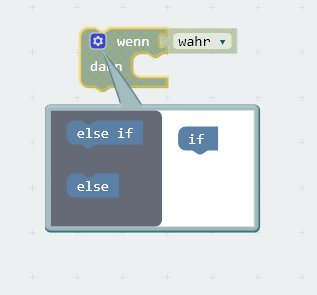 wenn wahr
dann
else if
if
else